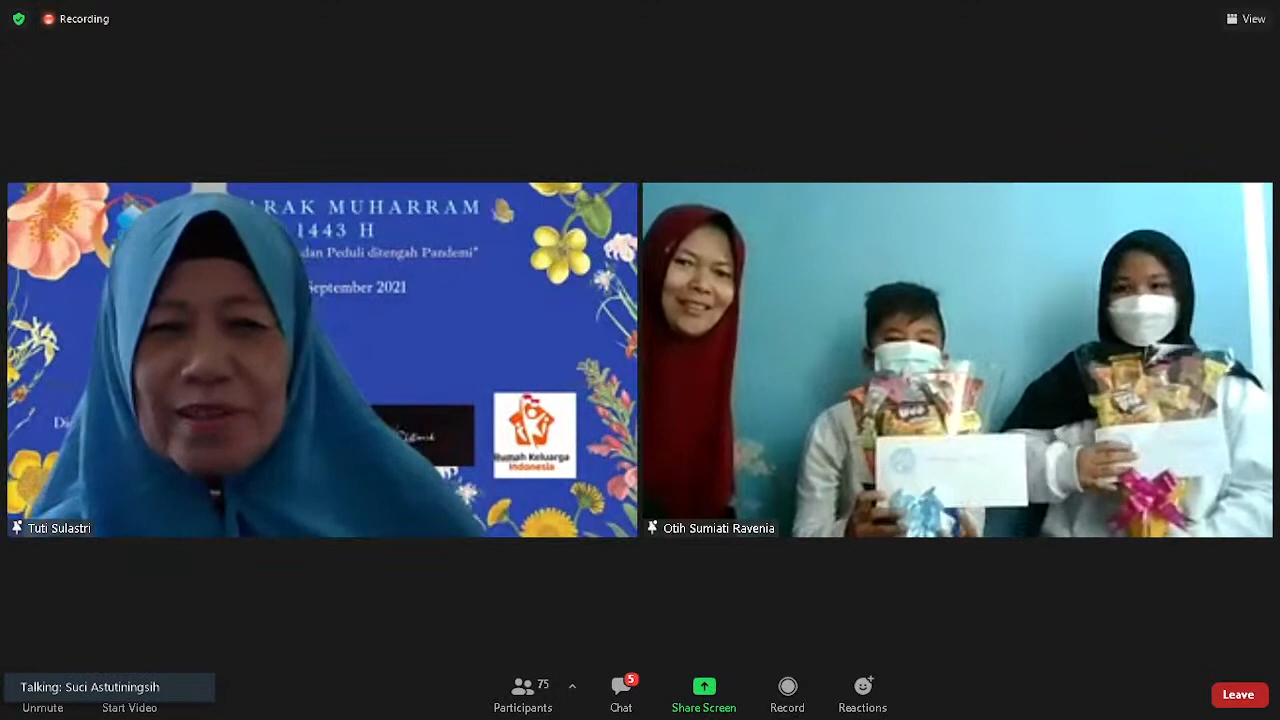 Recording
View
ARAK MUHARRAM
1443 H
dan Peduli ditengah Pandemi"
September 2021
Rumah Keluarga
Indonesia
Tuti Sulastri
Otih Sumiati Ravenia
Talking: Suci Astutiningsih
Unmute
Start Video
75
Participants
5
Chat
Share Screen
Record
Reactions
Leave